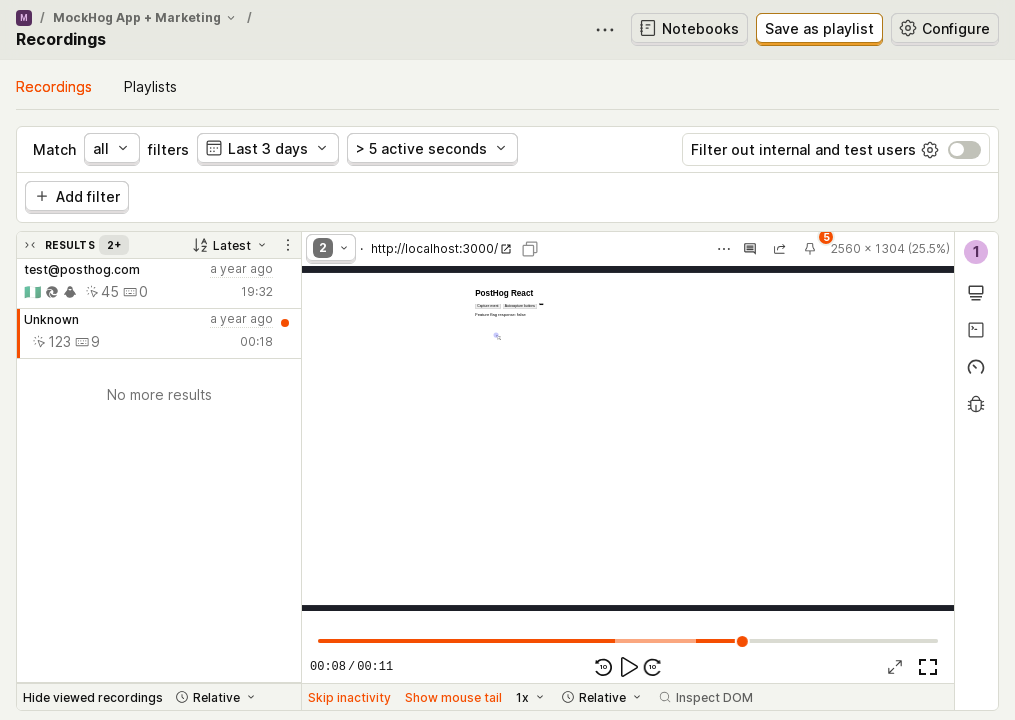 M / MockHog App + Marketing /
Recordings
Notebooks
Save as playlist
Configure
Recordings
Playlists
Match all filters Last 3 days > 5 active seconds
Filter out internal and test users
Add filter
RESULTS 2+
Latest
test@posthog.com a year ago
45 0 19:32
Unknown a year ago
123 9 00:18
No more results
Hide viewed recordings Relative
2 · http://localhost:3000/
5
2560 × 1304 (25.5%)
PostHog React
Capture event Autocapture button
Feature flag response: false
00:08 / 00:11
10 10
Skip inactivity Show mouse tail 1x Relative Inspect DOM
1